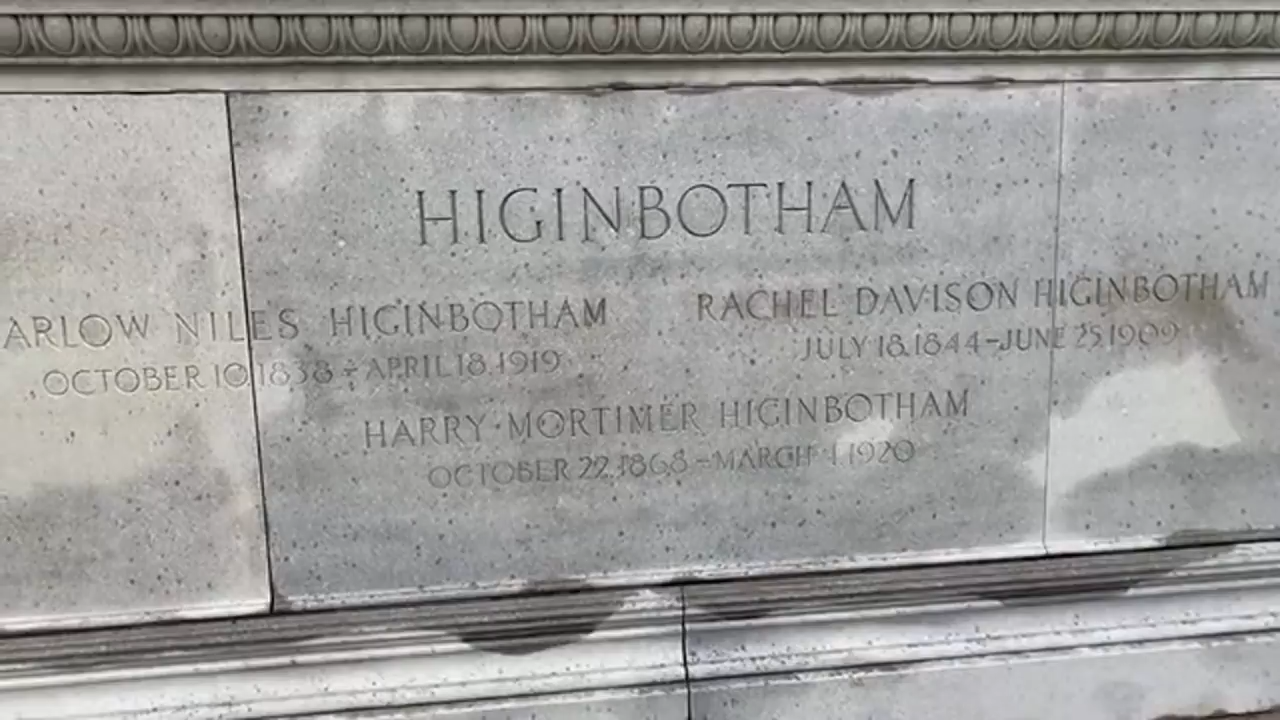 HIGINBOTHAM
ARLOW NILES HIGINBOTHAM
OCTOBER 10,1838 - APRIL 18,1919
RACHEL DAVISON HIGINBOTHAM
JULY 18,1844-JUNE 25,1909
HARRY MORTIMER HIGINBOTHAM
OCTOBER 22,1868 - MARCH 1920